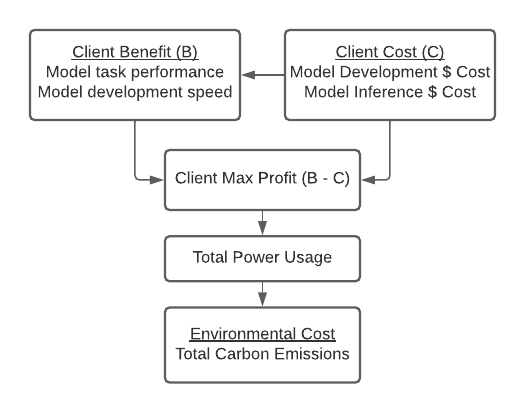 Client Benefit (B)
Model task performance
Model development speed
Client Cost (C)
Model Development $ Cost
Model Inference $ Cost
Client Max Profit (B - C)
Total Power Usage
Environmental Cost
Total Carbon Emissions